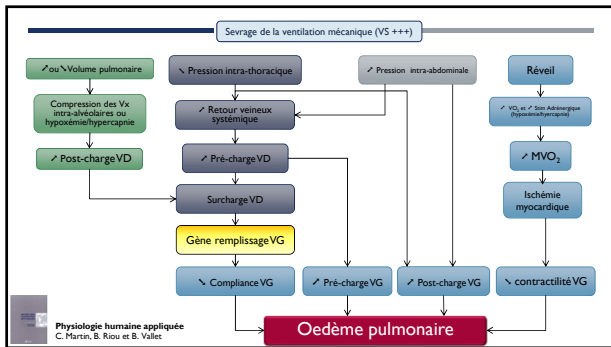 Sevrage de la ventilation mécanique (VS +++)
↗ou↘Volume pulmonaire
↘ Pression intra-thoracique
↗ Pression intra-abdominale
Réveil
Compression des Vx
intra-alvéolaires ou
hypoxémie/hypercapnie
↗ Retour veineux
systémique
↗ VO₂ et ↗ Stim Adrénergique
(hypoxémie/hypercapnie)
↗ Post-charge VD
↗ Pré-charge VD
↗ MVO₂
Surcharge VD
Ischémie
myocardique
Gène remplissage VG
↘ Compliance VG
↗ Pré-charge VG
↗ Post-charge VG
↘ contractilité VG
Oedème pulmonaire
Physiologie humaine appliquée
C. Martin, B. Riou et B. Vallet